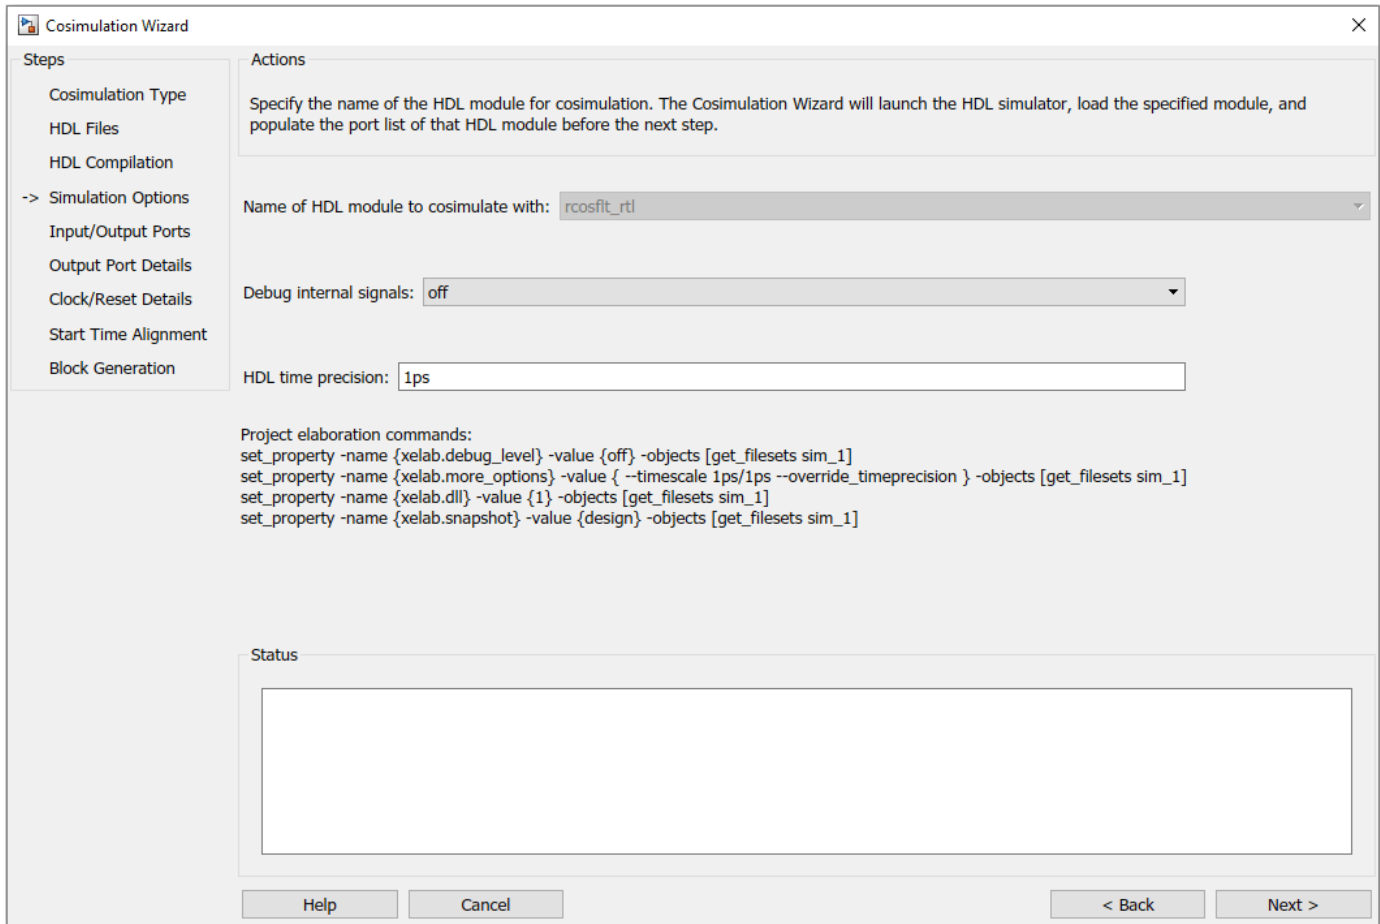 Cosimulation Wizard
Steps
Cosimulation Type
HDL Files
HDL Compilation
-> Simulation Options
Input/Output Ports
Output Port Details
Clock/Reset Details
Start Time Alignment
Block Generation
Actions
Specify the name of the HDL module for cosimulation. The Cosimulation Wizard will launch the HDL simulator, load the specified module, and
populate the port list of that HDL module before the next step.
Name of HDL module to cosimulate with: rcosflt_rtl
Debug internal signals: off
HDL time precision: 1ps
Project elaboration commands:
set_property -name {xelab.debug_level} -value {off} -objects [get_filesets sim_1]
set_property -name {xelab.more_options} -value { --timescale 1ps/1ps --override_timeprecision } -objects [get_filesets sim_1]
set_property -name {xelab.dll} -value {1} -objects [get_filesets sim_1]
set_property -name {xelab.snapshot} -value {design} -objects [get_filesets sim_1]
Status
Help Cancel < Back Next >